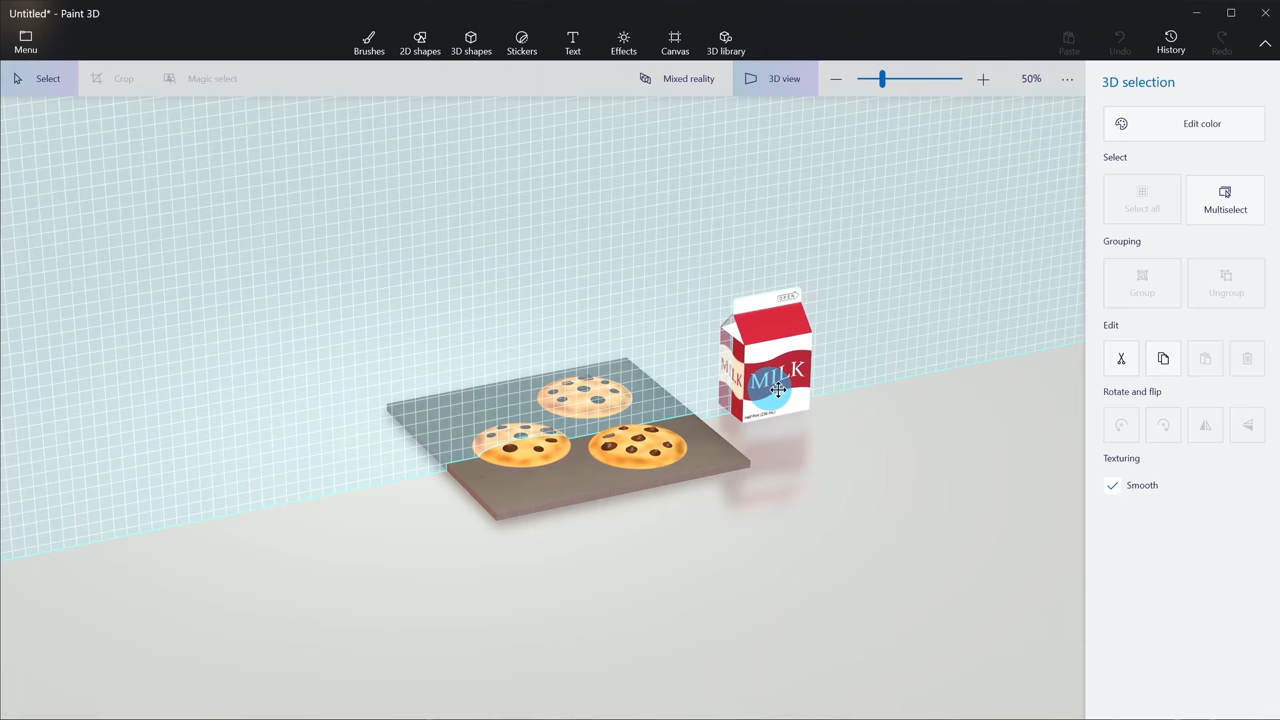 Untitled* - Paint 3D
Menu
Brushes
2D shapes
3D shapes
Stickers
Text
Effects
Canvas
3D library
Paste
Undo
History
Redo
Select
Crop
Magic select
Mixed reality
3D view
50%
3D selection
Edit color
Select
Select all
Multiselect
Grouping
Group
Ungroup
Edit
Rotate and flip
Texturing
Smooth
OPEN
MILK
MILK